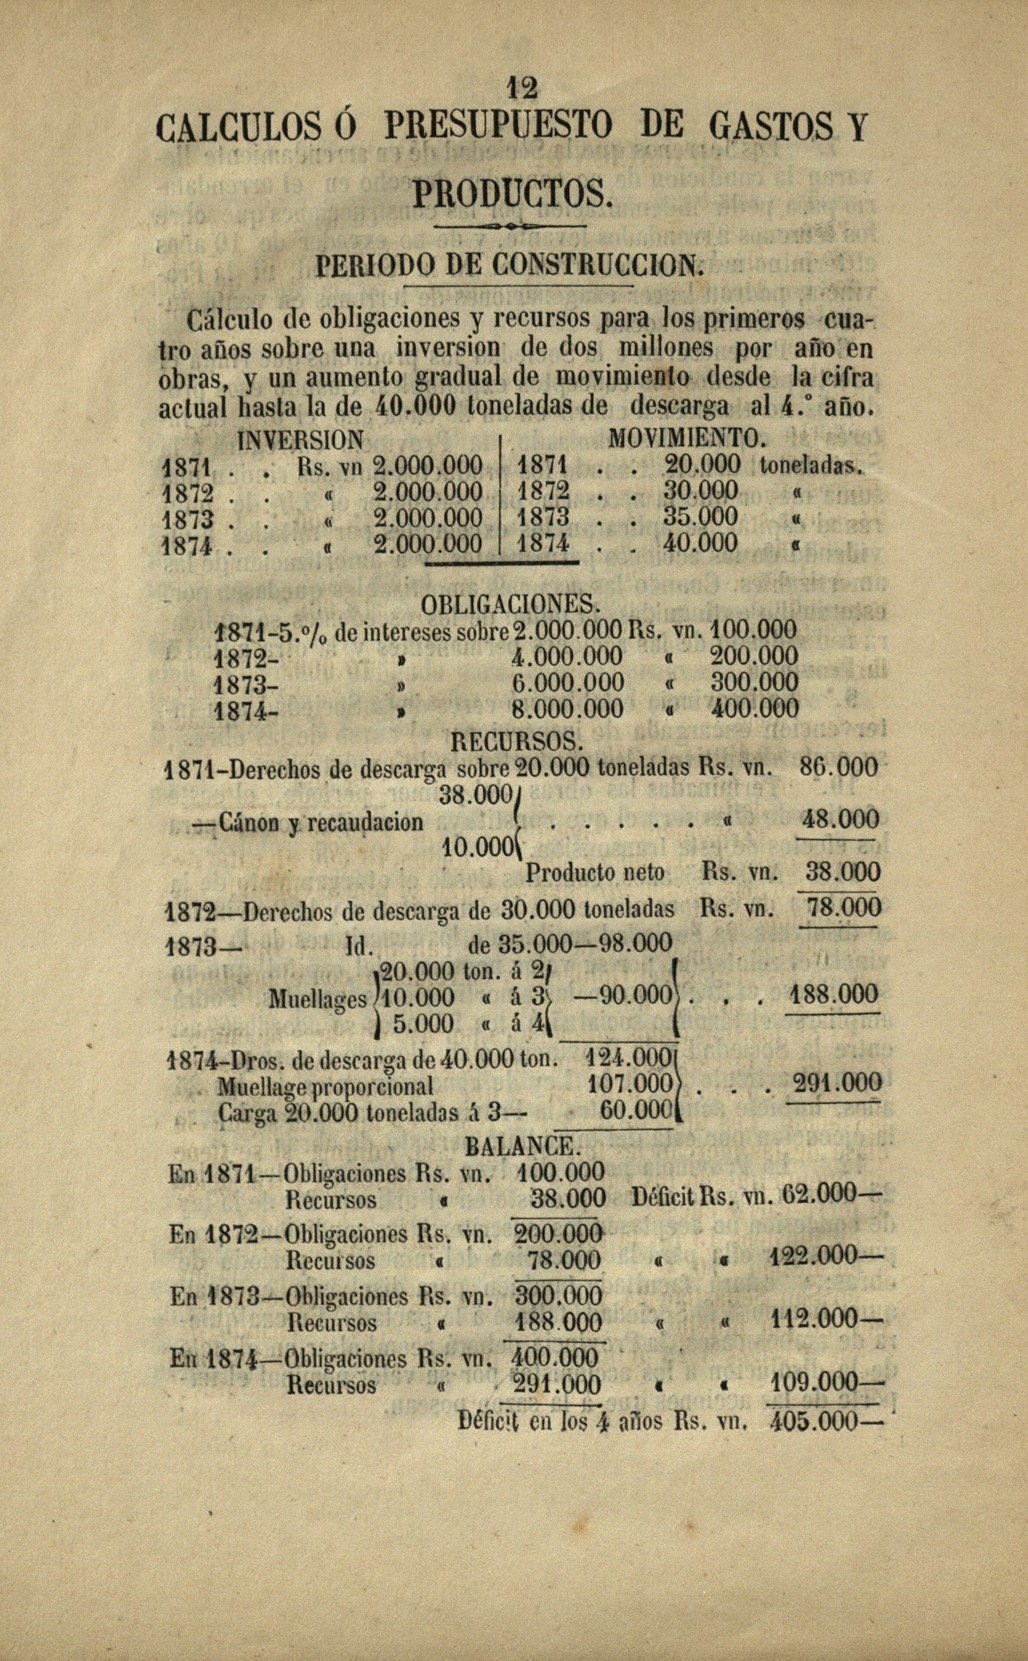 12
CALCULOS Ó PRESUPUESTO DE GASTOS Y
PRODUCTOS.
PERIODO DE CONSTRUCCION.
Cálculo de obligaciones y recursos para los primeros cua-
tro años sobre una inversion de dos millones por año en
obras, y un aumento gradual de movimiento desde la cifra
actual hasta la de 40.000 toneladas de descarga al 4.° año.
INVERSION
1871 . . Rs. vn 2.000.000
1872 . . « 2.000.000
1873 . . « 2.000.000
1874 . . « 2.000.000
MOVIMIENTO.
1871 . . 20.000 toneladas.
1872 . . 30.000 «
1873 . . 35.000 «
1874 . . 40.000 «
OBLIGACIONES.
1871-5.% de intereses sobre 2.000.000 Rs. vn. 100.000
1872- » 4.000.000 « 200.000
1873- » 6.000.000 « 300.000
1874- » 8.000.000 « 400.000
RECURSOS.
1871-Derechos de descarga sobre 20.000 toneladas Rs. vn. 86.000
38.000
—Cánon y recaudacion . . . . . . « 48.000
10.000
Producto neto Rs. vn. 38.000
1872—Derechos de descarga de 30.000 toneladas Rs. vn. 78.000
1873— Id. de 35.000—98.000
20.000 ton. á 2
Muellages 10.000 « á 3 —90.000 . . . 188.000
5.000 « á 4
1874-Dros. de descarga de 40.000 ton. 124.000
Muellage proporcional 107.000 . . . 291.000
Carga 20.000 toneladas á 3— 60.000
BALANCE.
En 1871—Obligaciones Rs. vn. 100.000
Recursos « 38.000 Déficit Rs. vn. 62.000—
En 1872—Obligaciones Rs. vn. 200.000
Recursos « 78.000 « « 122.000—
En 1873—Obligaciones Rs. vn. 300.000
Recursos « 188.000 « « 112.000—
En 1874—Obligaciones Rs. vn. 400.000
Recursos « 291.000 « « 109.000—
Déficit en los 4 años Rs. vn. 405.000—